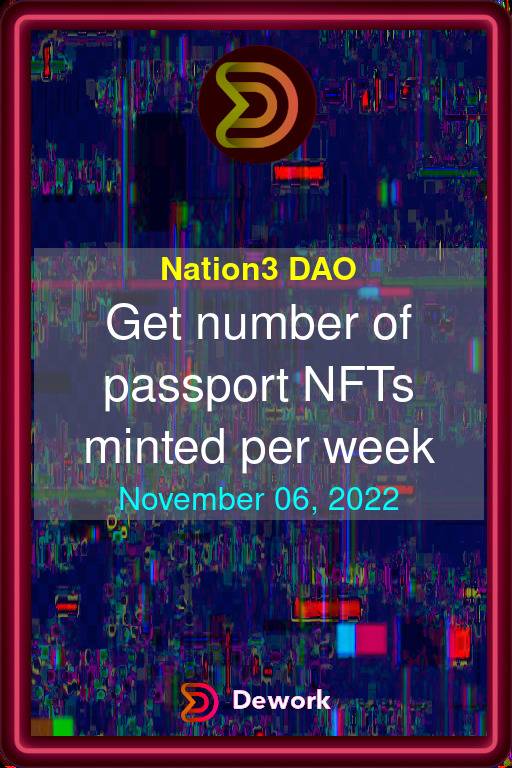 Nation3 DAO
Get number of
passport NFTs
minted per week
November 06, 2022
Dework